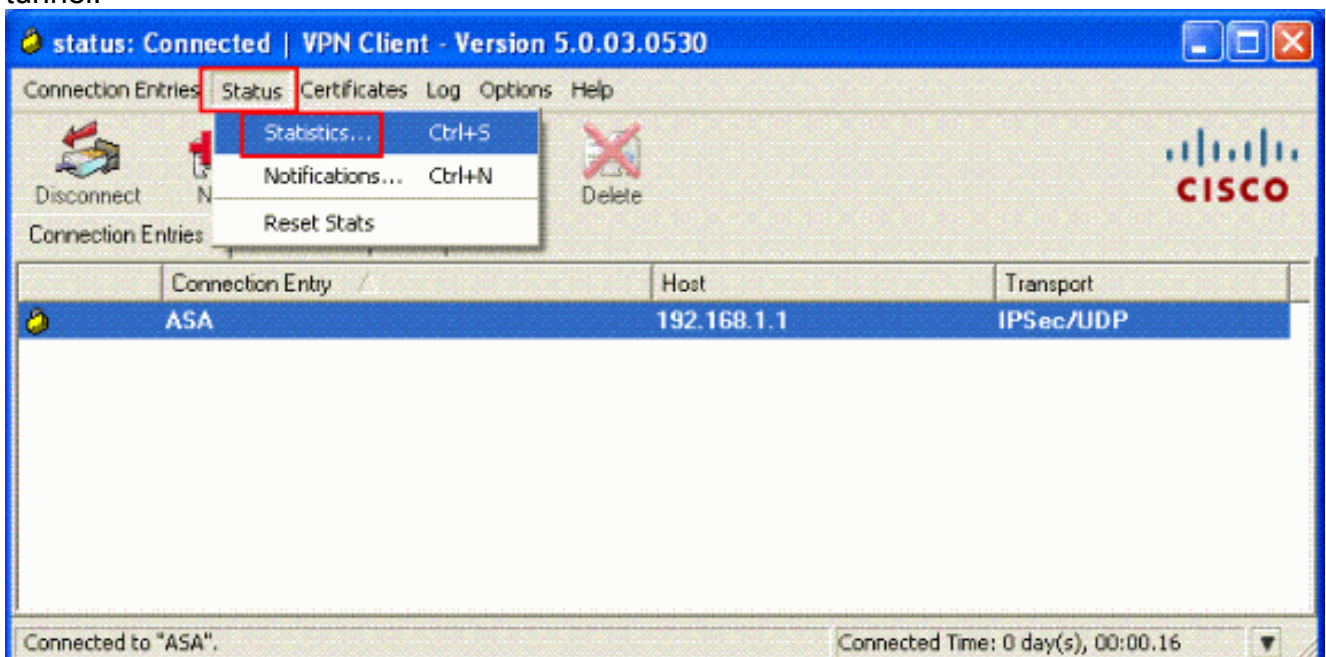 status: Connected | VPN Client - Version 5.0.03.0530
Connection Entries Status Certificates Log Options Help
Statistics... Ctrl+S
Notifications... Ctrl+N
Reset Stats
Disconnect
Delete
CISCO
Connection Entries
Connection Entry Host Transport
ASA 192.168.1.1 IPSec/UDP
Connected to "ASA". Connected Time: 0 day(s), 00:00.16